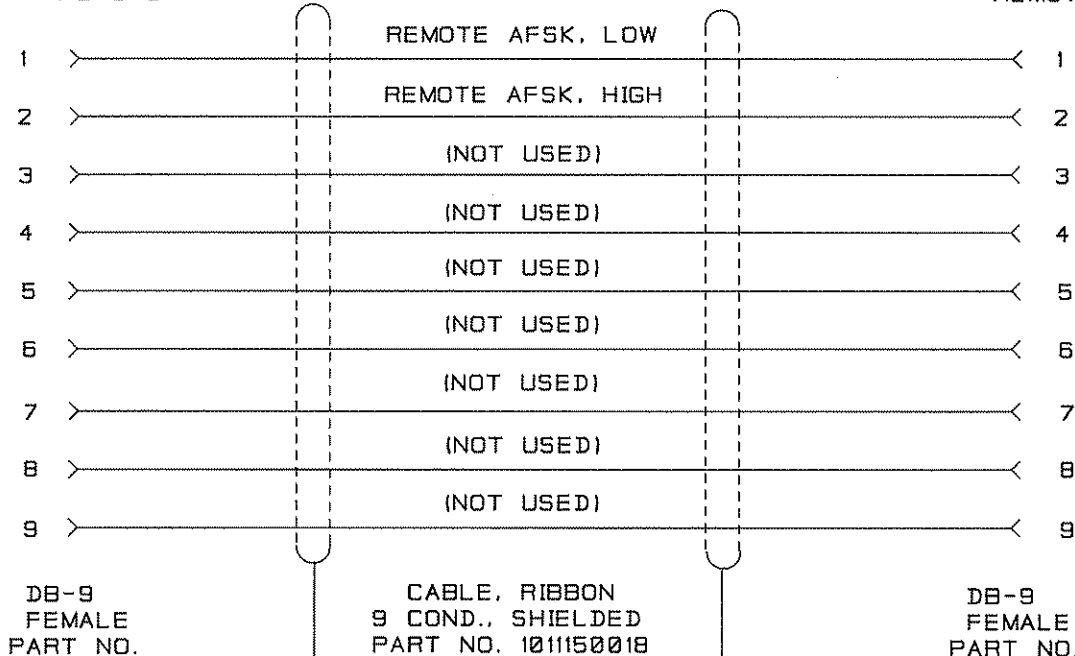 REMOTE AFSK, LOW
1 1
REMOTE AFSK, HIGH
2 2
(NOT USED)
3 3
(NOT USED)
4 4
(NOT USED)
5 5
(NOT USED)
6 6
(NOT USED)
7 7
(NOT USED)
8 8
(NOT USED)
9 9
DB-9
FEMALE
PART NO.
CABLE, RIBBON
9 COND., SHIELDED
PART NO. 1011150018
DB-9
FEMALE
PART NO.